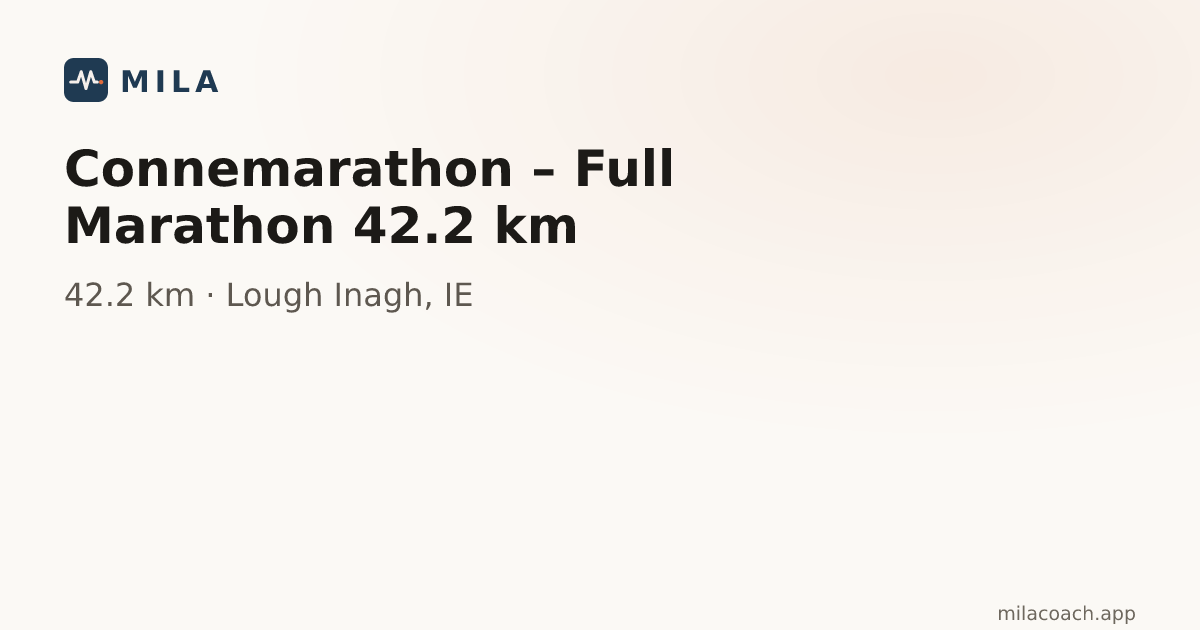 MILA
Connemarathon – Full
Marathon 42.2 km
42.2 km · Lough Inagh, IE
milacoach.app